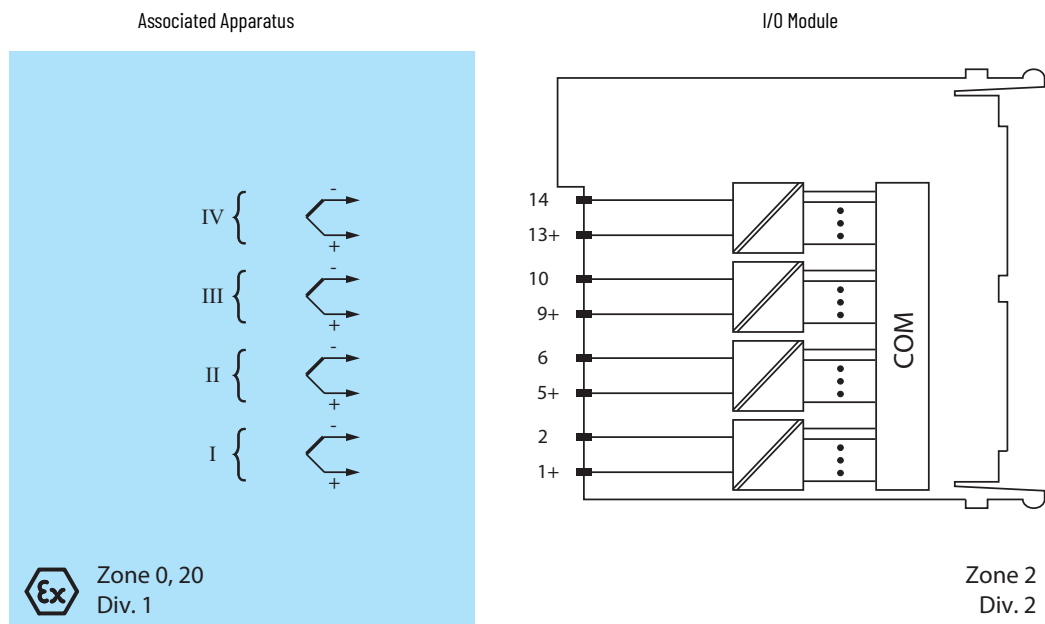 Associated Apparatus
I/O Module
IV
-
+
III
-
+
II
-
+
I
-
+
14
13+
10
9+
6
5+
2
1+
COM
Ex
Zone 0, 20
Div. 1
Zone 2
Div. 2